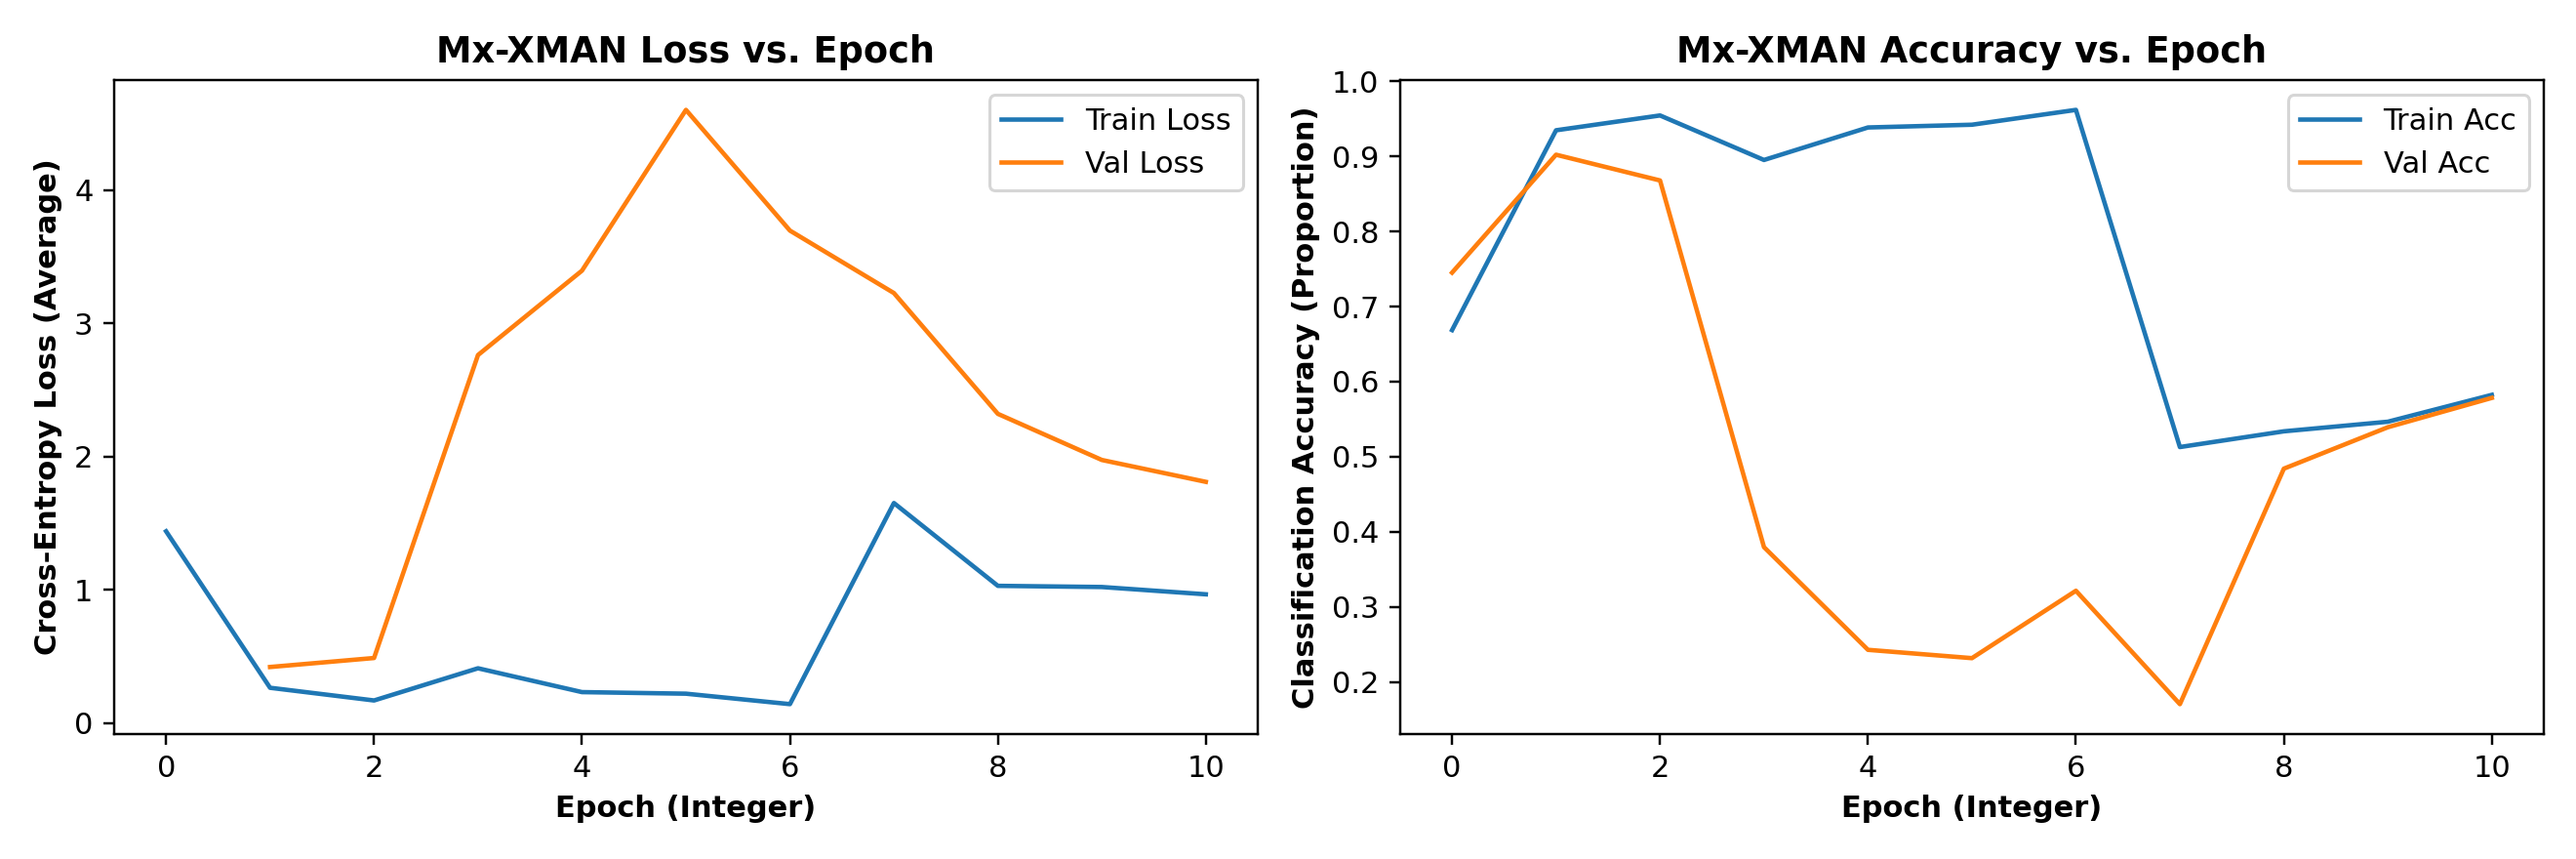 Mx-XMAN Loss vs. Epoch
Cross-Entropy Loss (Average)
4
3
2
1
0
Train Loss
Val Loss
0 2 4 6 8 10
Epoch (Integer)
Mx-XMAN Accuracy vs. Epoch
Classification Accuracy (Proportion)
1.0
0.9
0.8
0.7
0.6
0.5
0.4
0.3
0.2
Train Acc
Val Acc
0 2 4 6 8 10
Epoch (Integer)